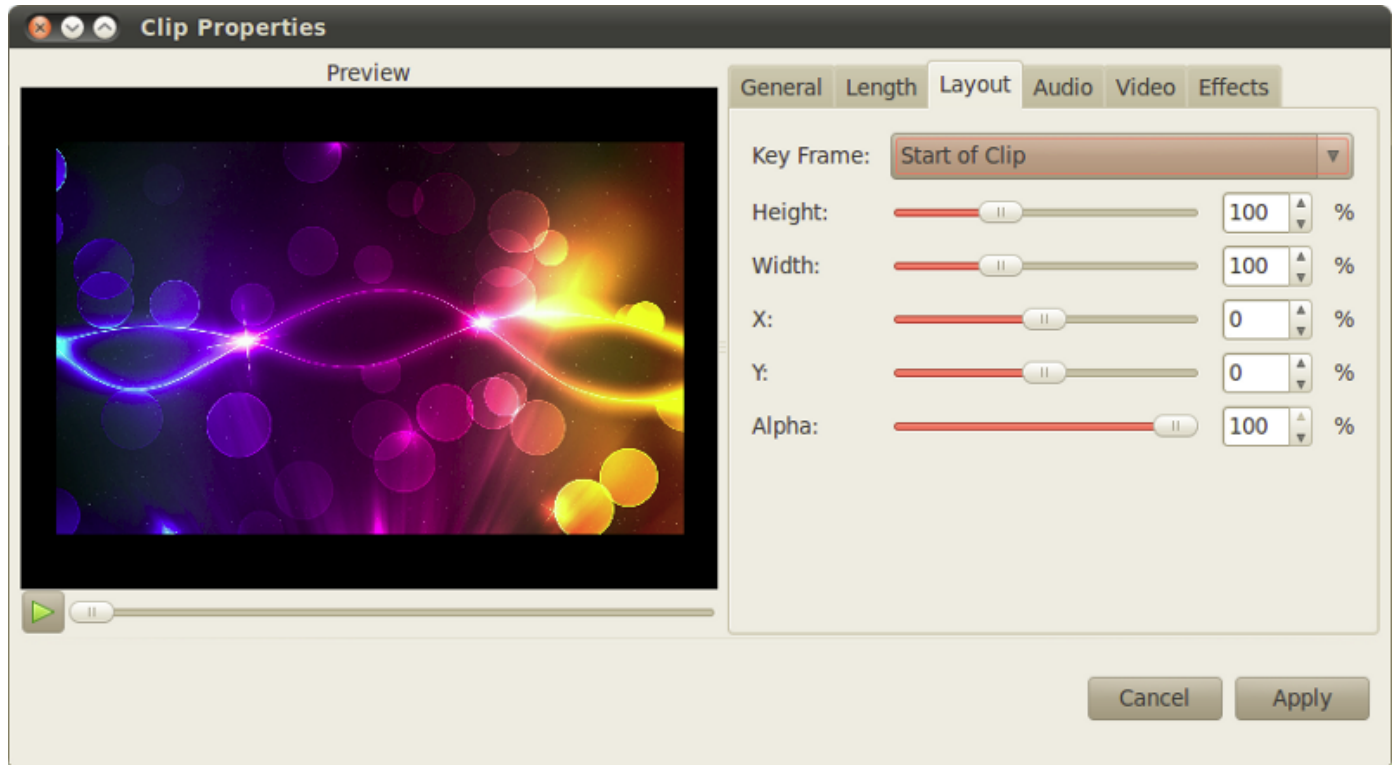 Clip Properties
Preview
General Length Layout Audio Video Effects
Key Frame: Start of Clip
Height: 100 %
Width: 100 %
X: 0 %
Y: 0 %
Alpha: 100 %
Cancel Apply